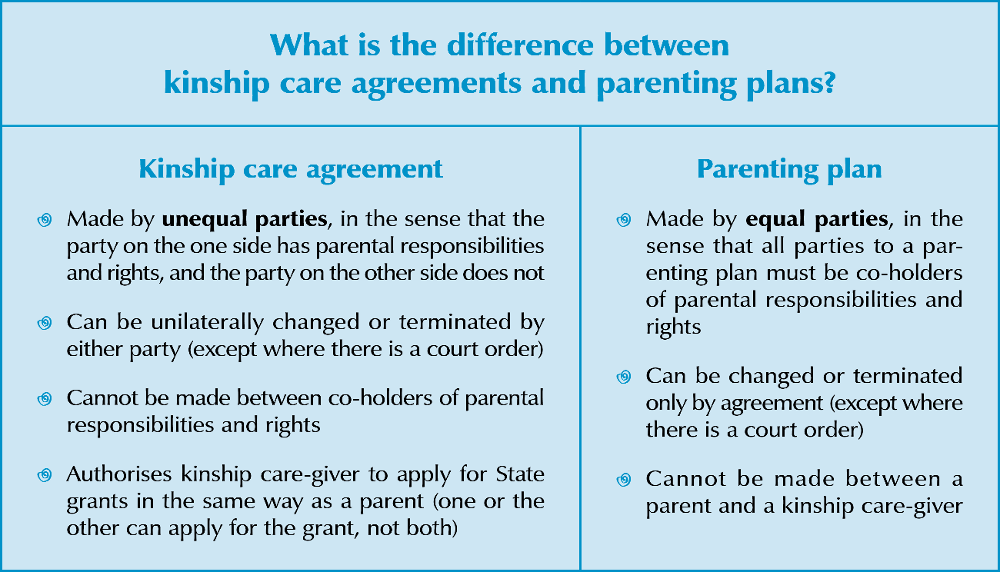 What is the difference between
kinship care agreements and parenting plans?
Kinship care agreement
Made by unequal parties, in the sense that the
party on the one side has parental responsibilities
and rights, and the party on the other side does not
Can be unilaterally changed or terminated by
either party (except where there is a court order)
Cannot be made between co-holders of parental
responsibilities and rights
Authorises kinship care-giver to apply for State
grants in the same way as a parent (one or the
other can apply for the grant, not both)
Parenting plan
Made by equal parties, in the
sense that all parties to a par-
enting plan must be co-holders
of parental responsibilities and
rights
Can be changed or terminated
only by agreement (except where
there is a court order)
Cannot be made between a
parent and a kinship care-giver